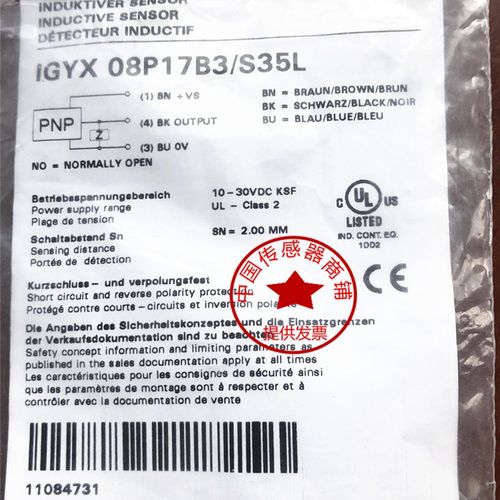 INDUKTIVER SENSOR
INDUCTIVE SENSOR
DÉTECTEUR INDUCTIF
IGYX 08P17B3/S35L
(1) BN +VS
PNP
Z
(4) BK OUTPUT
(3) BU 0V
BN = BRAUN/BROWN/BRUN
BK = SCHWARZ/BLACK/NOIR
BU = BLAU/BLUE/BLEU
NO = NORMALLY OPEN
Betriebsspannungsbereich
Power supply range
Plage de tension
10-30VDC KSF
UL - Class 2
Schaltabstand Sn
Sensing distance
Portée de détection
SN = 2.00 MM
C UL US
LISTED
IND. CONT. EQ.
1DD2
CE
Kurzschluss - und verpolungsfest
Short circuit and reverse polarity protect
Protégé contre courts - circuits et inversion polarité
Die Angaben des Sicherheitskonzeptes und die Einsatzgrenzen
der Verkaufsdokumentation sind zu beachten
Safety concept information and limiting parameters as
published in the sales documentation apply at all times
Les caractéristiques pour les consignes de sécurité ainsi
que les paramètres de montage sont à respecter et à
contrôler avec la documentation de vente
11084731
中国传感器商铺
提供发票